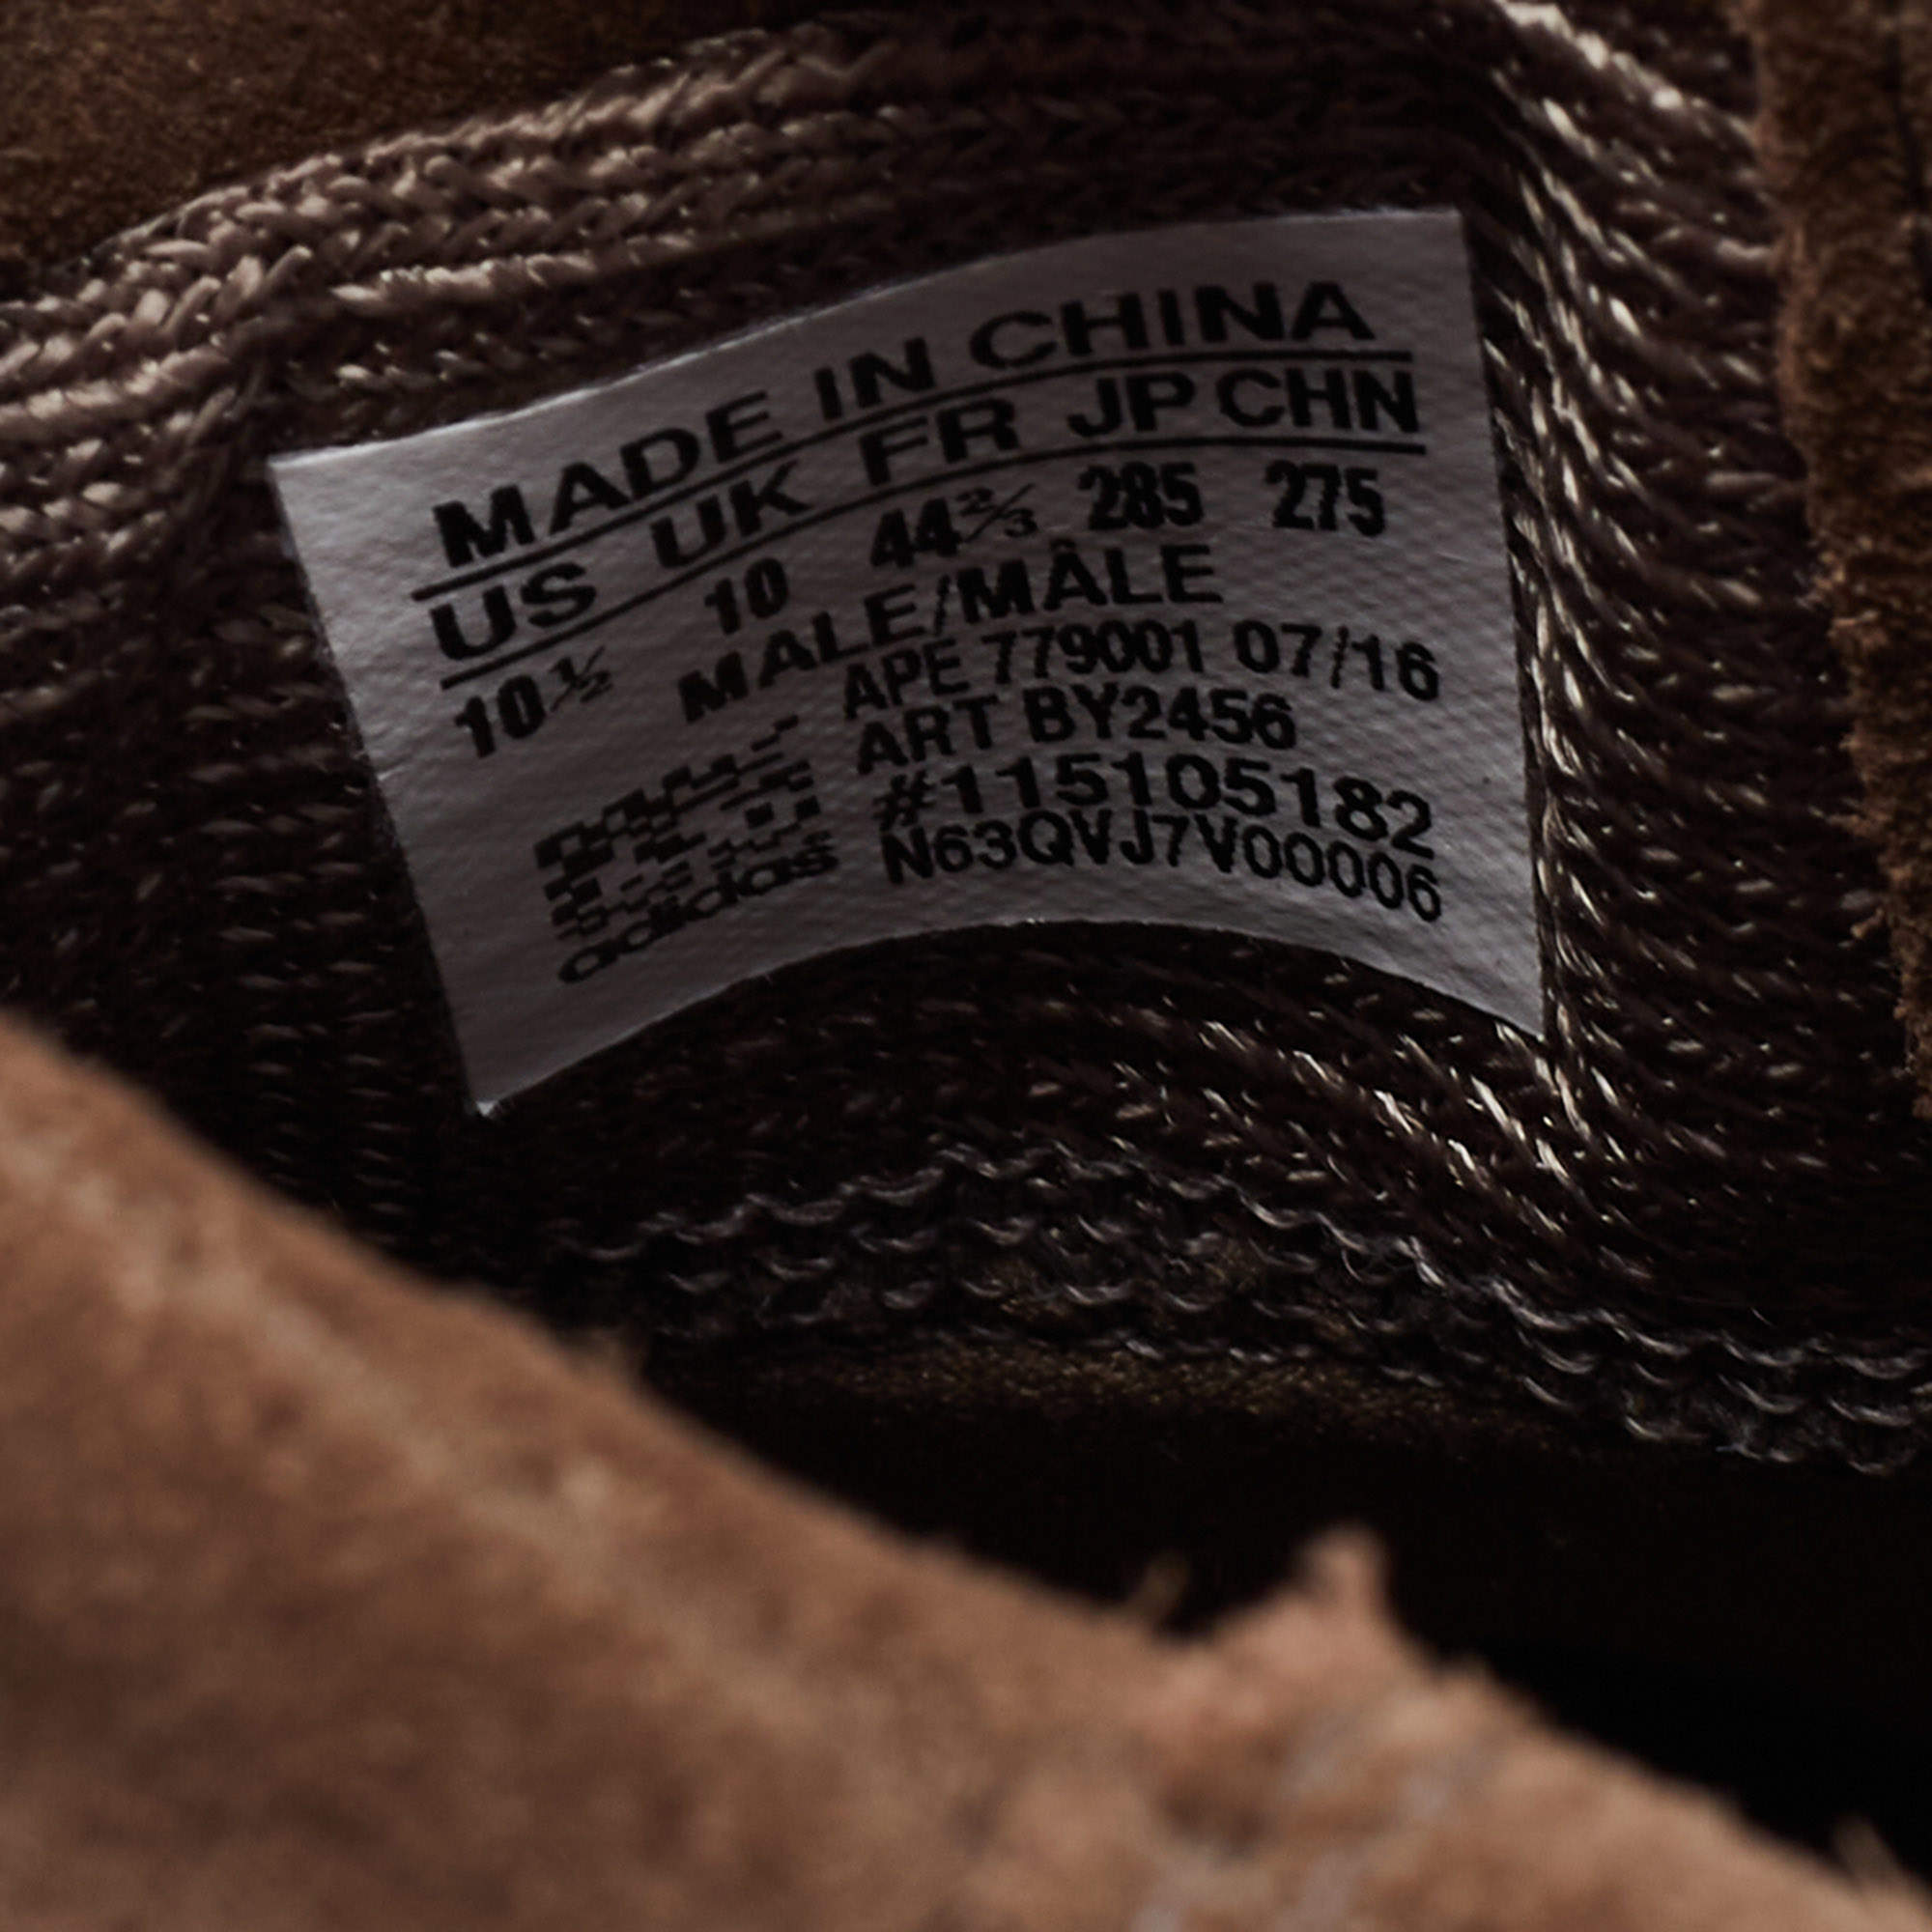 MADE IN CHINA
US UK FR JP CHN
10½ 10 44⅔ 285 275
MALE/MÂLE
APE 779001 07/16
ART BY2456
#115105182
adidas N63QVJ7V00006